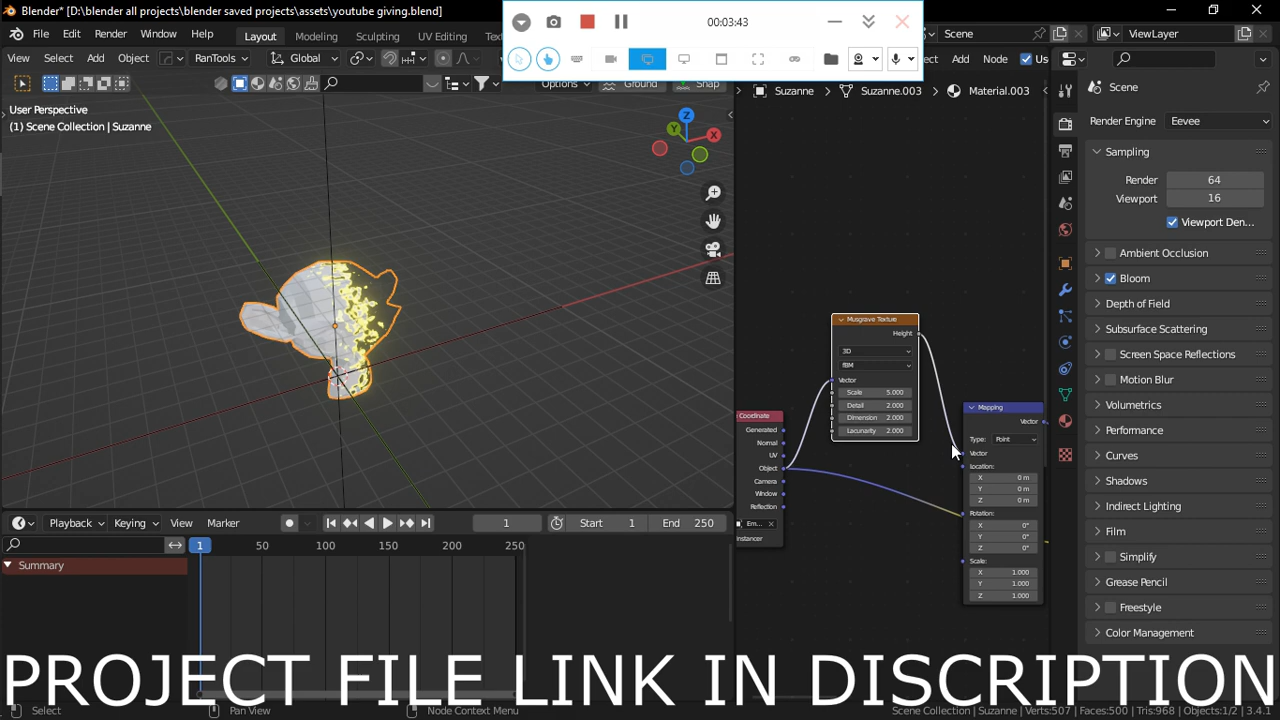 Blender* [D:\blender all projects\blender saved projects\assets\youtube giving.blend]
00:03:43
File Edit Render Window Help Layout Modeling Sculpting UV Editing Scene ViewLayer
Object Global Node
Options Ground Snap
User Perspective
(1) Scene Collection | Suzanne
Z
Y
X
Suzanne Suzanne.003 Material.003
Musgrave Texture
Height
3D
fBM
Vector
Scale 5.000
Detail 2.000
Dimension 2.000
Lacunarity 2.000
Coordinate
Generated
Normal
UV
Object
Camera
Window
Reflection
Em...
Instancer
Mapping
Vector
Type: Point
Vector
Location:
X 0 m
Y 0 m
Z 0 m
Rotation:
X 0°
Y 0°
Z 0°
Scale:
X 1.000
Y 1.000
Z 1.000
Scene
Render Engine Eevee
Sampling
Render 64
Viewport 16
Viewport Den...
Ambient Occlusion
Bloom
Depth of Field
Subsurface Scattering
Screen Space Reflections
Motion Blur
Volumetrics
Performance
Curves
Shadows
Indirect Lighting
Film
Simplify
Grease Pencil
Freestyle
Color Management
Playback Keying View Marker 1 Start 1 End 250
1 50 100 150 200 250
Summary
PROJECT FILE LINK IN DISCRIPTION
Select Pan View Node Context Menu Scene Collection | Suzanne | Verts:507 | Faces:500 | Tris:968 | Objects:1/2 | 3.4.1